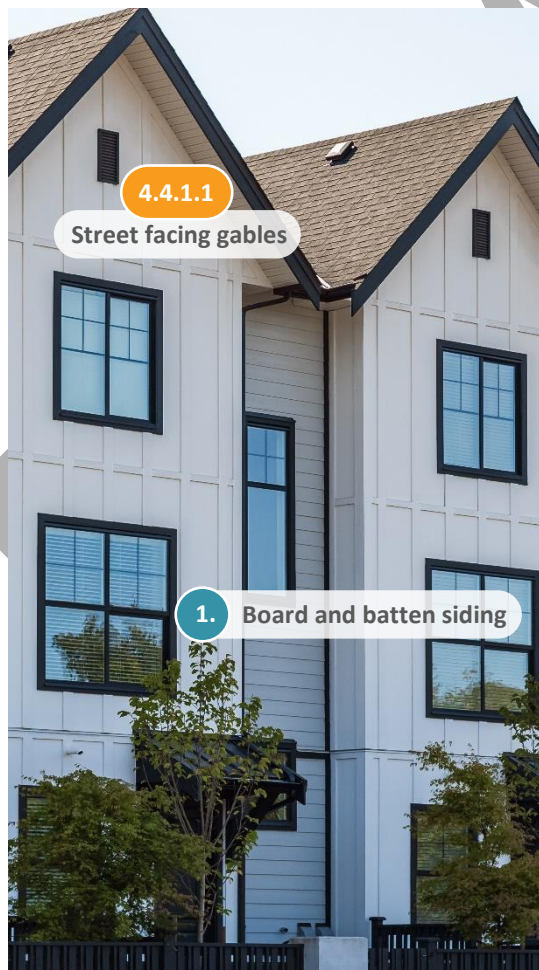 4.4.1.1
Street facing gables
1. Board and batten siding